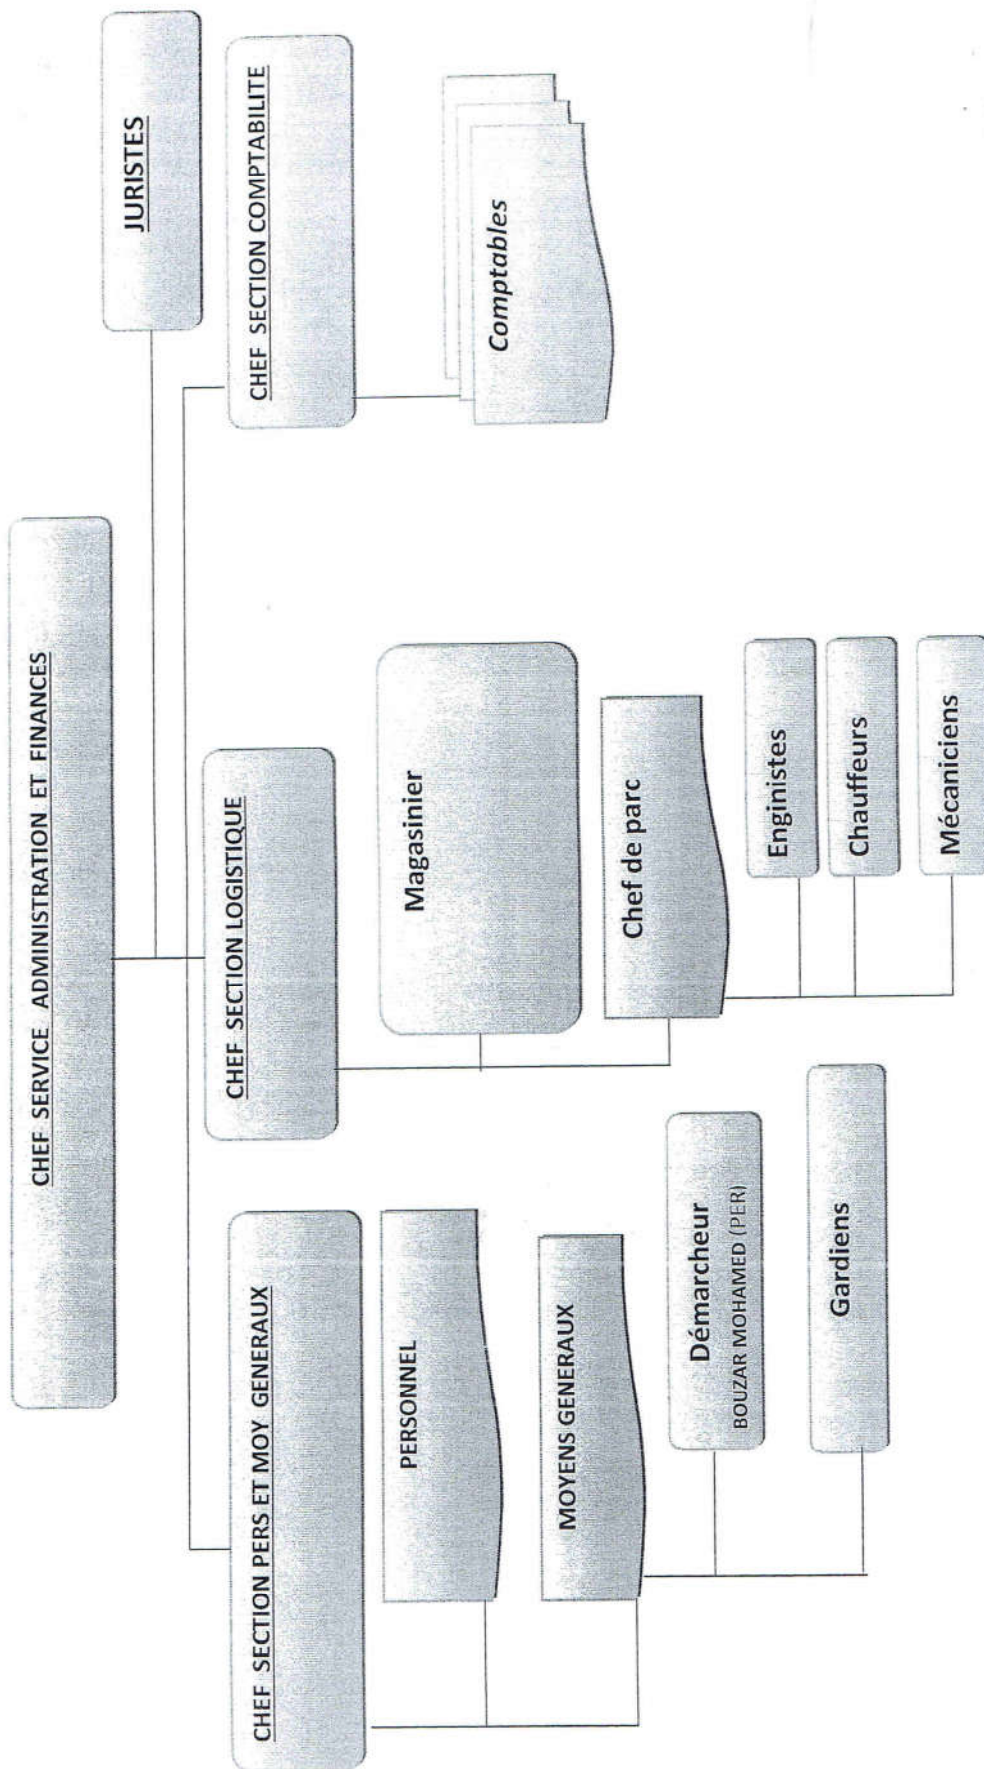 CHEF SERVICE ADMINISTRATION ET FINANCES
JURISTES
CHEF SECTION PERS ET MOY GENERAUX
PERSONNEL
MOYENS GENERAUX
Démarcheur
BOUZAR MOHAMED (PER)
Gardiens
CHEF SECTION LOGISTIQUE
Magasinier
Chef de parc
Enginistes
Chauffeurs
Mécaniciens
CHEF SECTION COMPTABILITE
Comptables